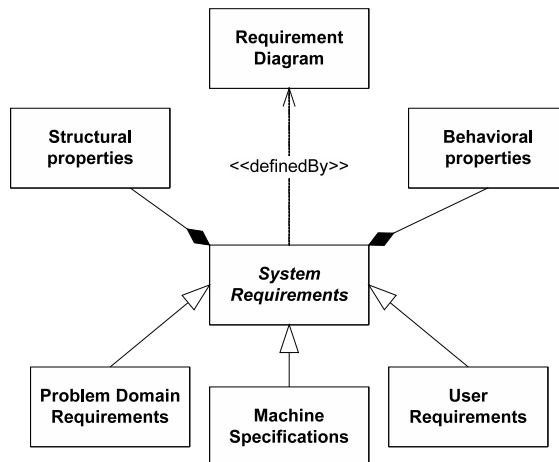 Requirement
Diagram
Structural
properties
Behavioral
properties
<<definedBy>>
System
Requirements
Problem Domain
Requirements
Machine
Specifications
User
Requirements